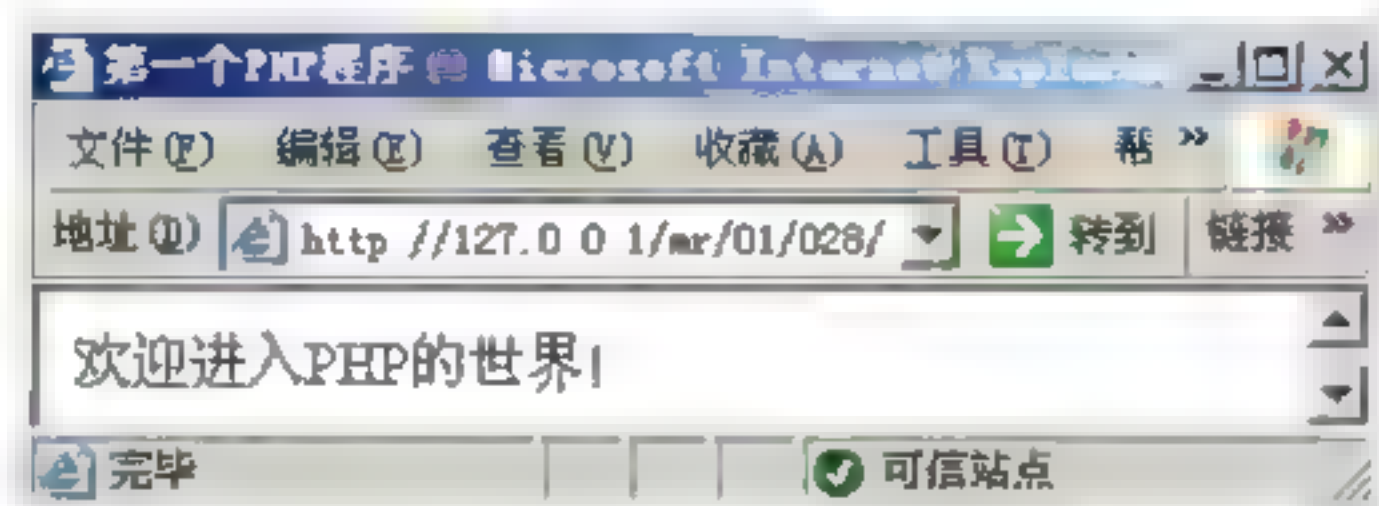 第一个PHP程序 Microsoft Internet
文件(F) 编辑(E) 查看(V) 收藏(A) 工具(T) 帮 »
地址(D) http //127.0 0 1/mr/01/028/ 转到 链接 »
欢迎进入PHP的世界!
完毕 可信站点